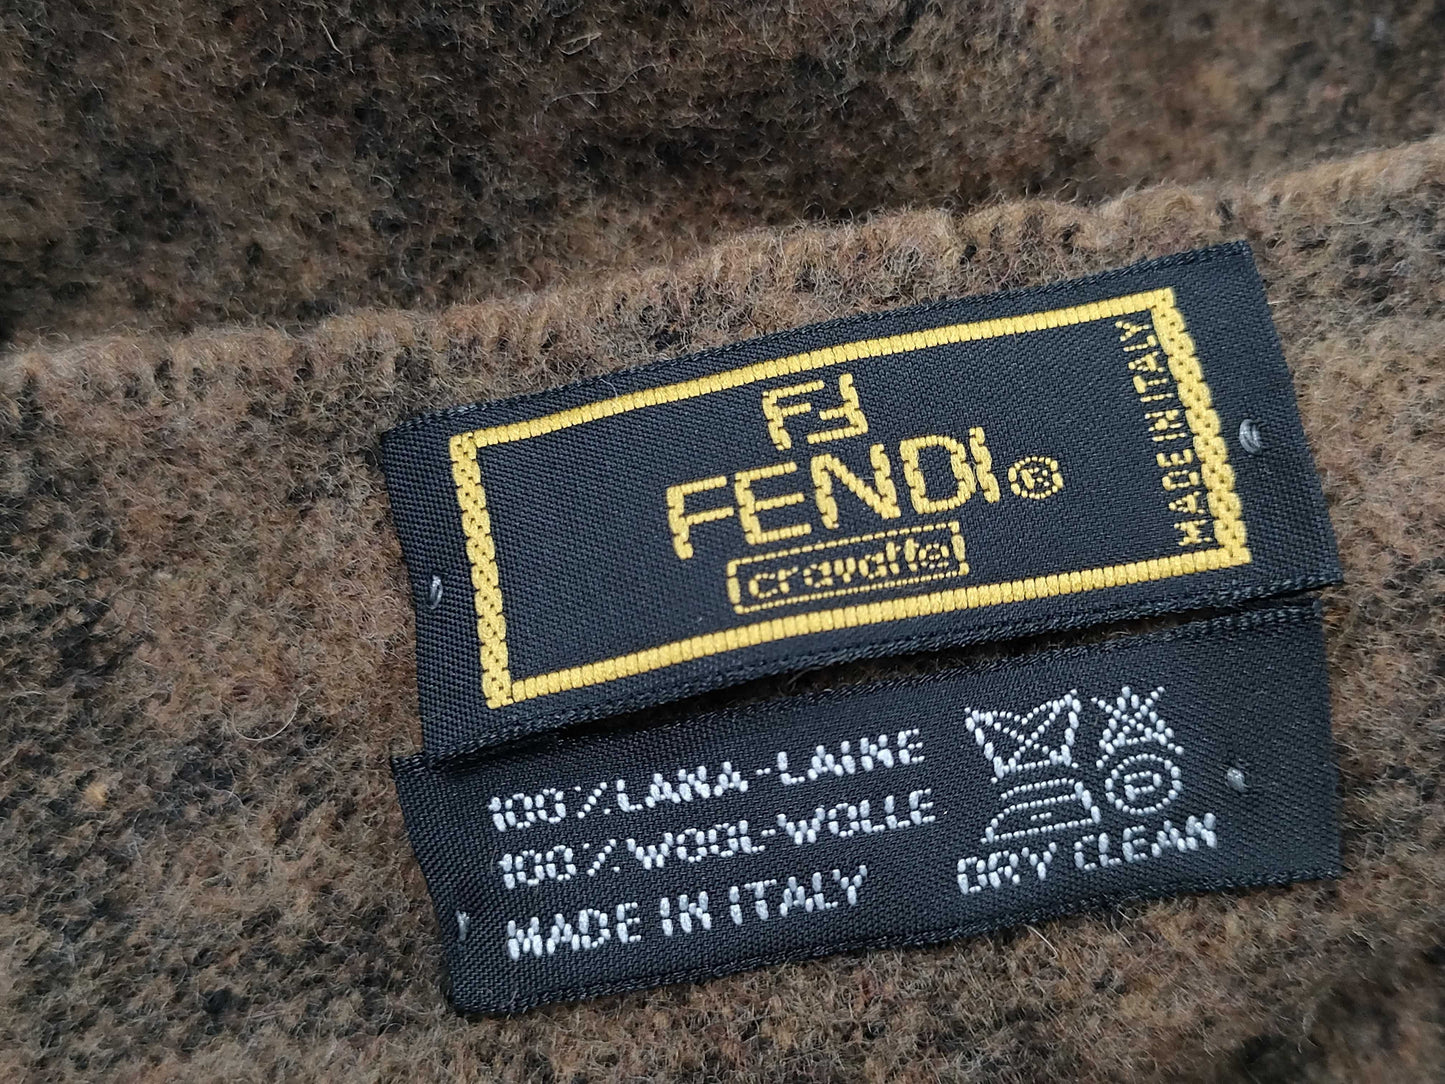 FF
FENDI®
cravatte
MADE IN ITALY
100%LANA-LAINE
100%WOOL-WOLLE
MADE IN ITALY
P
DRY CLEAN